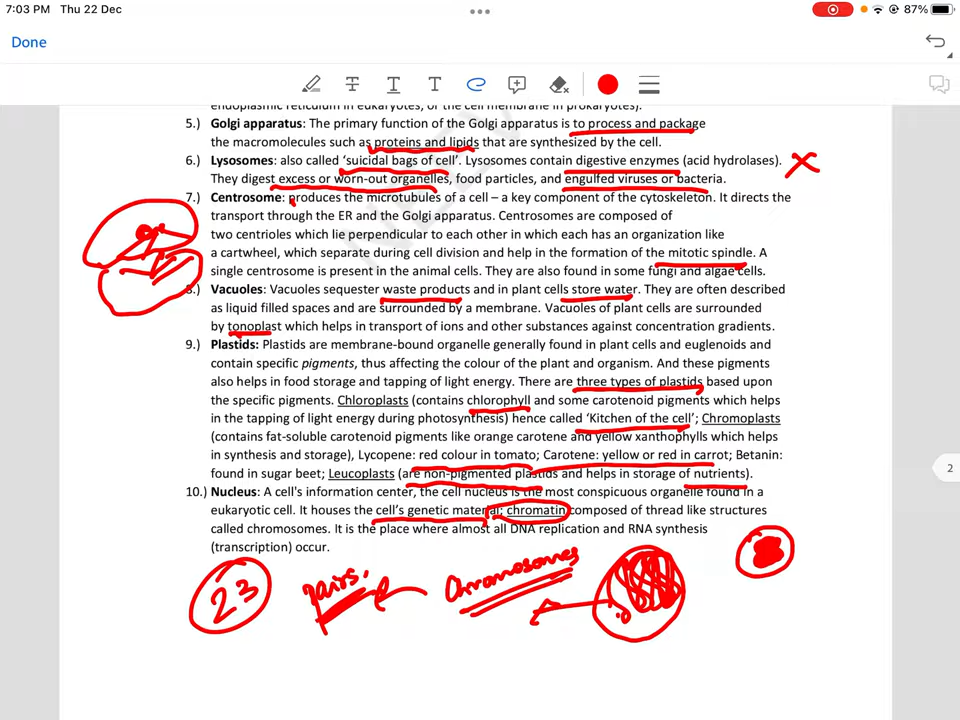 7:03 PM Thu 22 Dec
87%
Done
endoplasmic reticulum in eukaryotes, or the cell membrane in prokaryotes).
5.) Golgi apparatus: The primary function of the Golgi apparatus is to process and package
the macromolecules such as proteins and lipids that are synthesized by the cell.
6.) Lysosomes: also called ‘suicidal bags of cell’. Lysosomes contain digestive enzymes (acid hydrolases).
They digest excess or worn-out organelles, food particles, and engulfed viruses or bacteria.
7.) Centrosome: produces the microtubules of a cell – a key component of the cytoskeleton. It directs the
transport through the ER and the Golgi apparatus. Centrosomes are composed of
two centrioles which lie perpendicular to each other in which each has an organization like
a cartwheel, which separate during cell division and help in the formation of the mitotic spindle. A
single centrosome is present in the animal cells. They are also found in some fungi and algae cells.
8.) Vacuoles: Vacuoles sequester waste products and in plant cells store water. They are often described
as liquid filled spaces and are surrounded by a membrane. Vacuoles of plant cells are surrounded
by tonoplast which helps in transport of ions and other substances against concentration gradients.
9.) Plastids: Plastids are membrane-bound organelle generally found in plant cells and euglenoids and
contain specific pigments, thus affecting the colour of the plant and organism. And these pigments
also helps in food storage and tapping of light energy. There are three types of plastids based upon
the specific pigments. Chloroplasts (contains chlorophyll and some carotenoid pigments which helps
in the tapping of light energy during photosynthesis) hence called ‘Kitchen of the cell’; Chromoplasts
(contains fat-soluble carotenoid pigments like orange carotene and yellow xanthophylls which helps
in synthesis and storage), Lycopene: red colour in tomato; Carotene: yellow or red in carrot; Betanin:
found in sugar beet; Leucoplasts (are non-pigmented plastids and helps in storage of nutrients).
10.) Nucleus: A cell's information center, the cell nucleus is the most conspicuous organelle found in a
eukaryotic cell. It houses the cell’s genetic material; chromatin composed of thread like structures
called chromosomes. It is the place where almost all DNA replication and RNA synthesis
(transcription) occur.
23 pairs. Chromosomes
2